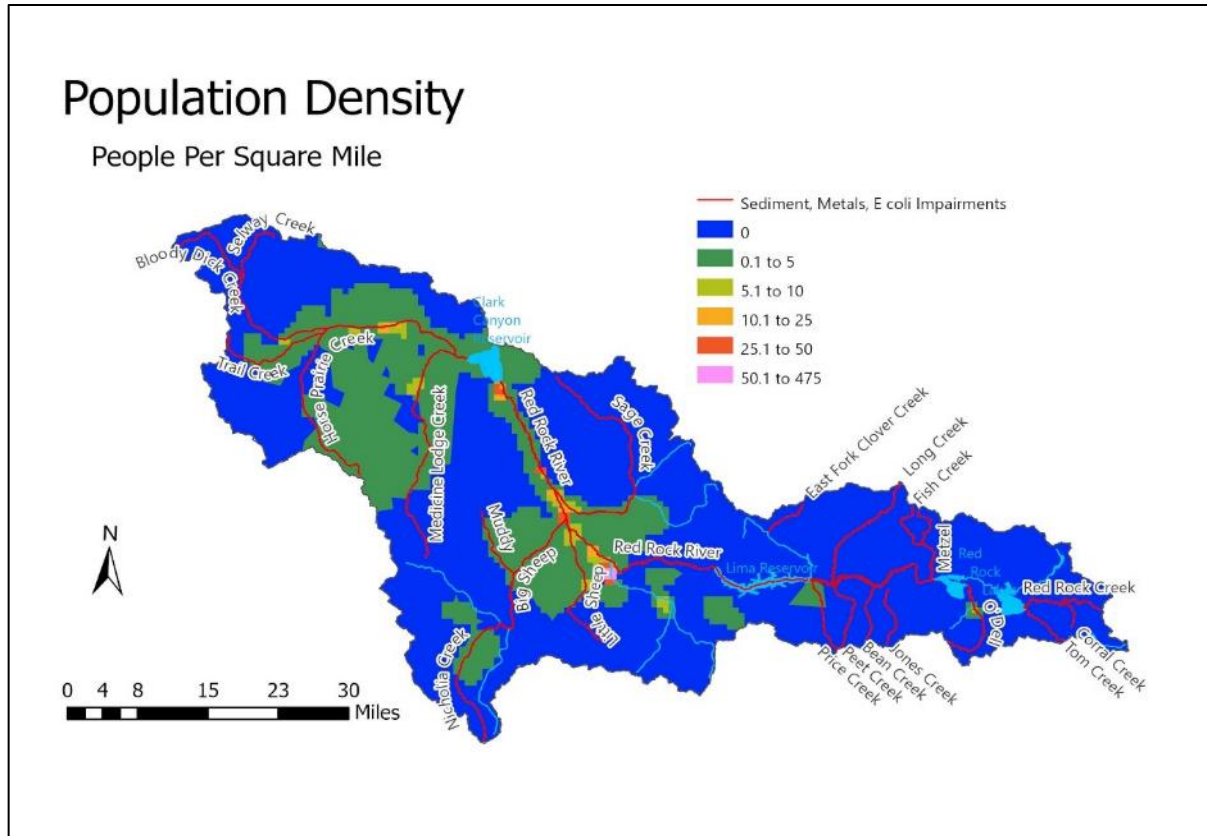 Population Density
People Per Square Mile
Sediment, Metals, E coli Impairments
0
0.1 to 5
5.1 to 10
10.1 to 25
25.1 to 50
50.1 to 475
Selway Creek
Bloody Dick Creek
Clark
Canyon
Reservoir
Trail Creek
Horse Prairie Creek
Medicine Lodge Creek
Red Rock River
Sage Creek
East Fork Clover Creek
Long Creek
Fish Creek
Muddy
Big Sheep
Little Sheep
Red Rock River
Lima Reservoir
Metzel
Red
Rock
O'Dell
Red Rock Creek
Nicholia Creek
Price Creek
Peet Creek
Bean Creek
Jones Creek
Tom Creek
Corral Creek
N
0 4 8 15 23 30
Miles